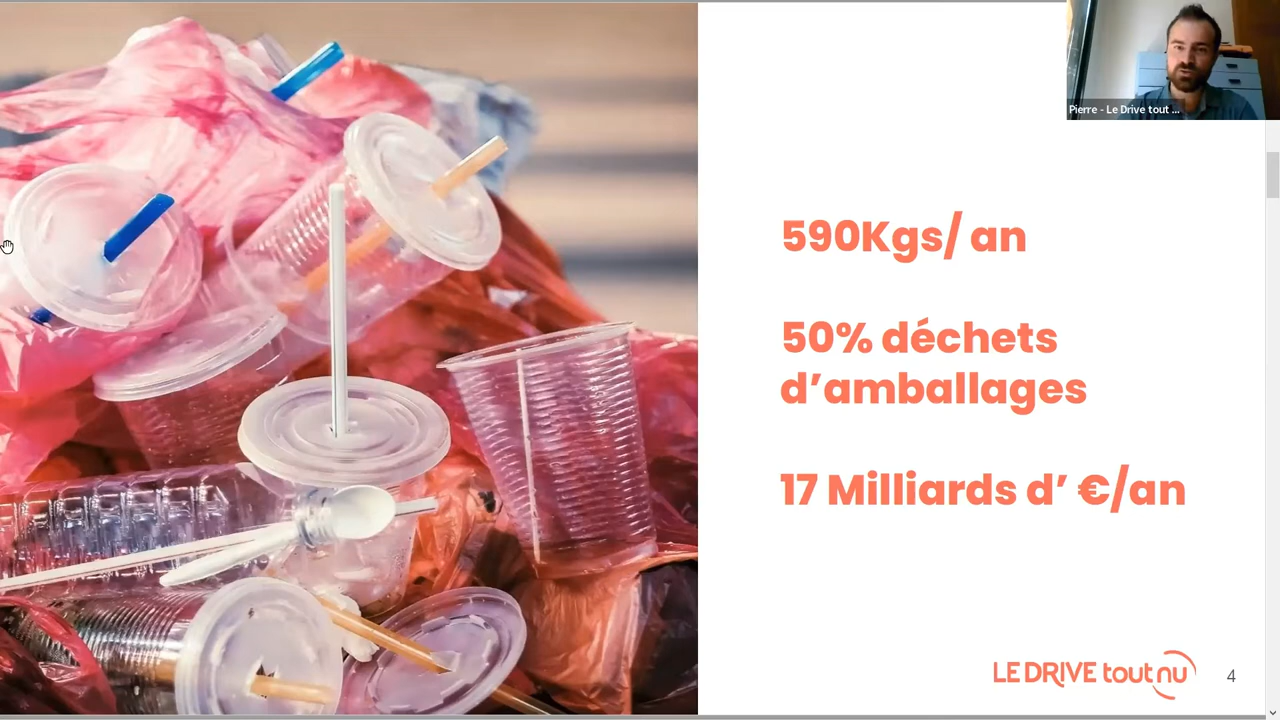 Pierre - Le Drive tout ...
590Kgs/ an
50% déchets
d’amballages
17 Milliards d’ €/an
LE DRIVE tout nu
4